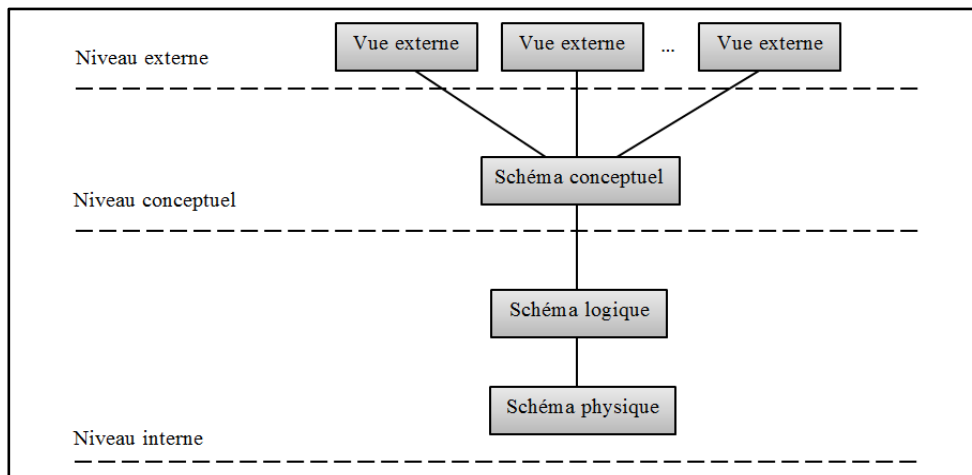 Vue externe
Vue externe
...
Vue externe
Niveau externe
Schéma conceptuel
Niveau conceptuel
Schéma logique
Schéma physique
Niveau interne